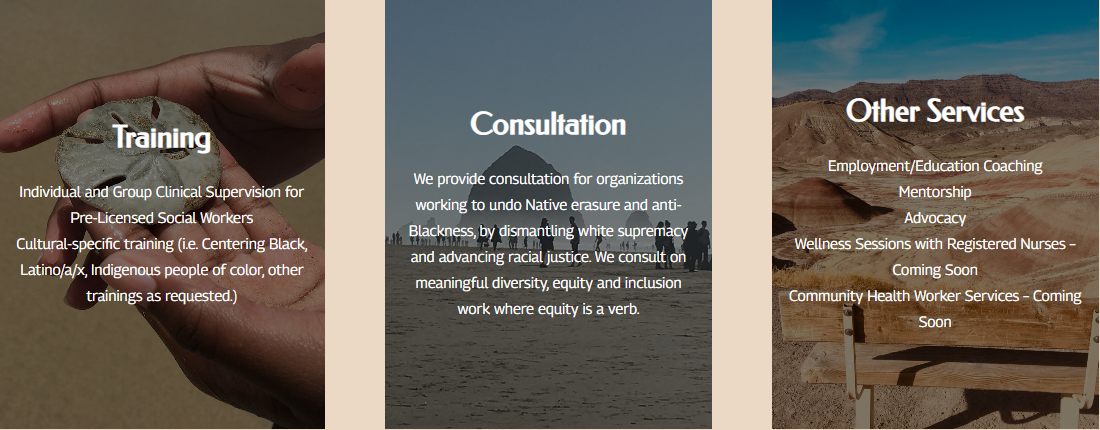 Training
Individual and Group Clinical Supervision for
Pre-Licensed Social Workers
Cultural-specific training (i.e. Centering Black,
Latino/a/x, Indigenous people of color, other
trainings as requested.)
Consultation
We provide consultation for organizations
working to undo Native erasure and anti-
Blackness, by dismantling white supremacy
and advancing racial justice. We consult on
meaningful diversity, equity and inclusion
work where equity is a verb.
Other Services
Employment/Education Coaching
Mentorship
Advocacy
Wellness Sessions with Registered Nurses –
Coming Soon
Community Health Worker Services – Coming
Soon